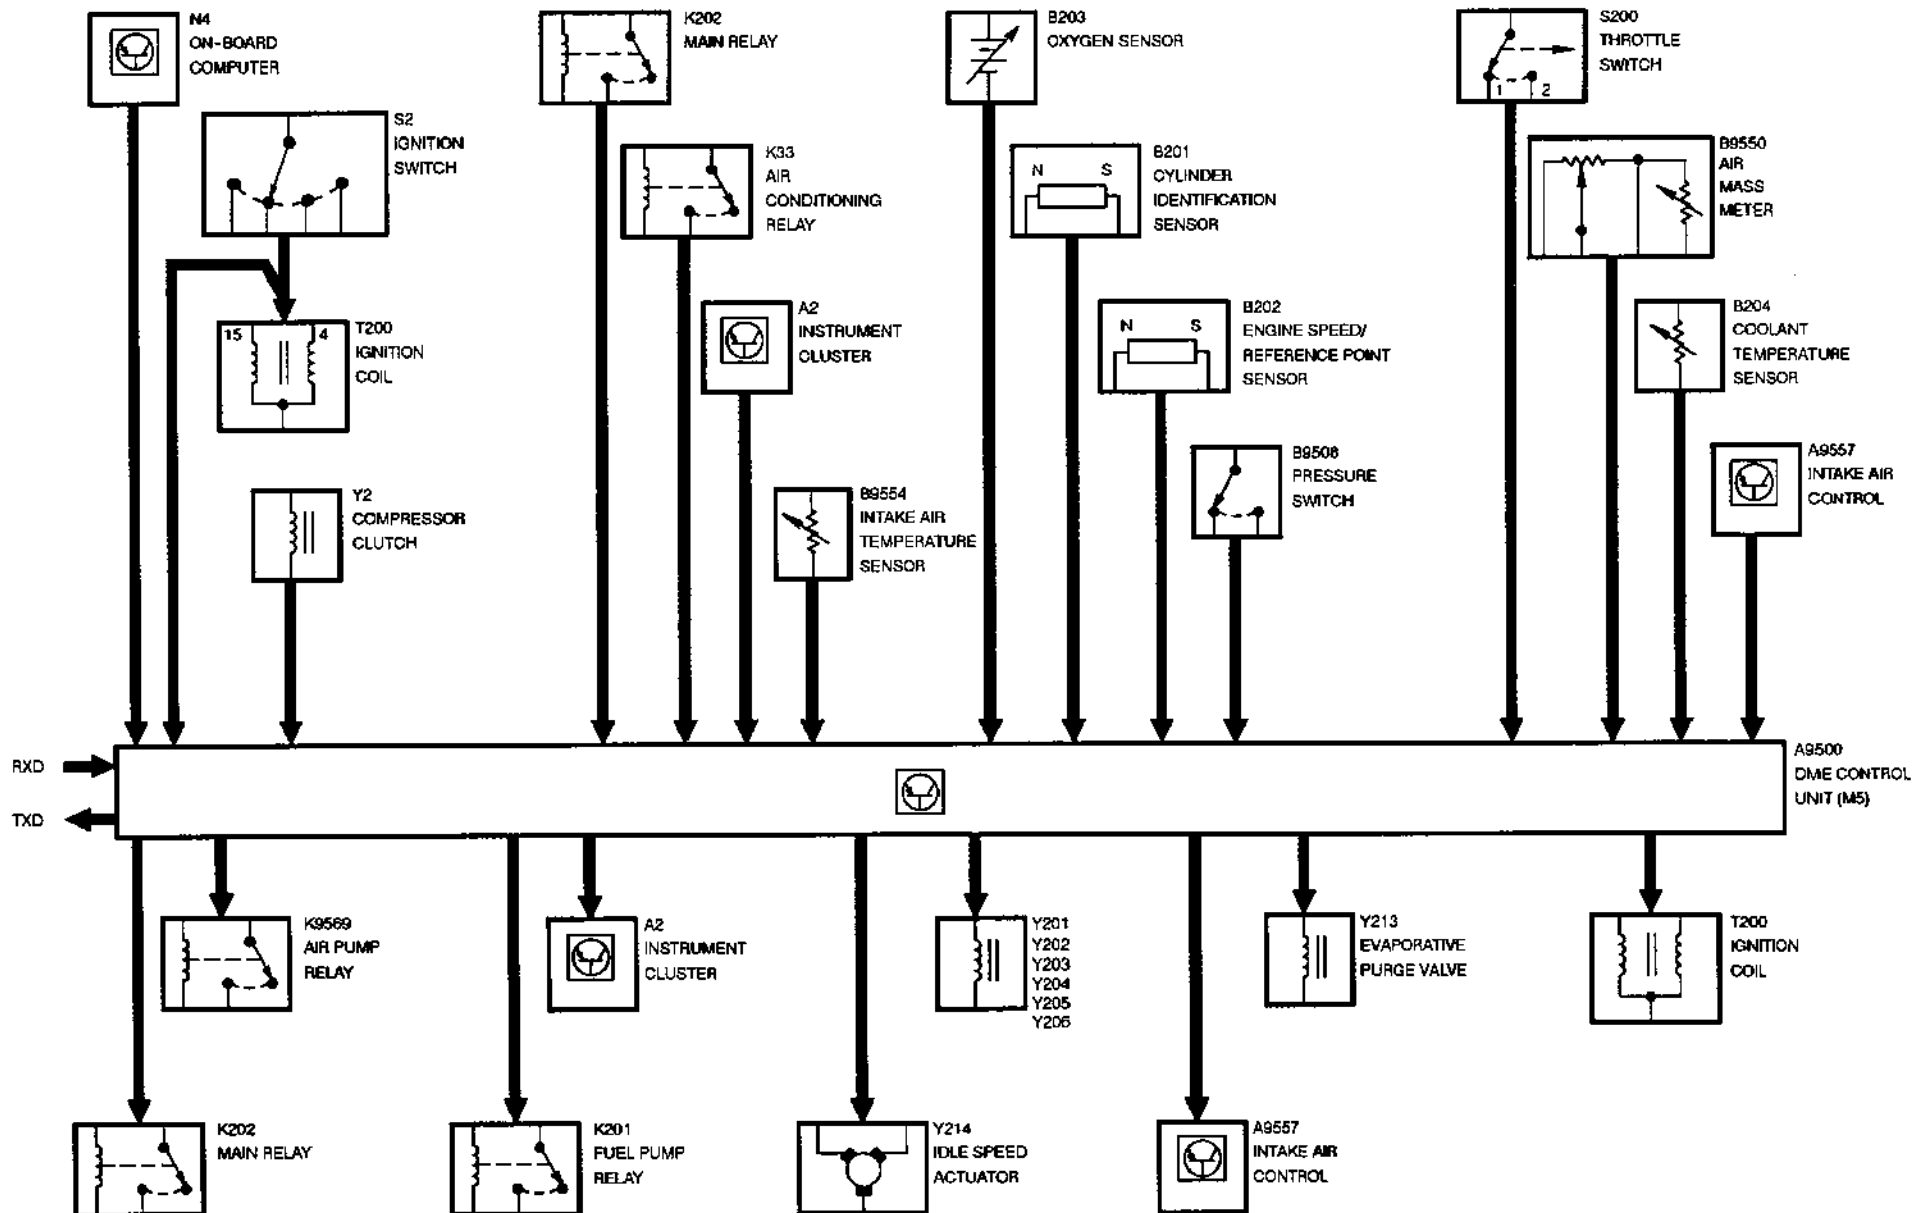 N4
ON-BOARD
COMPUTER
K202
MAIN RELAY
B203
OXYGEN SENSOR
S200
THROTTLE
SWITCH
1 2
S2
IGNITION
SWITCH
K33
AIR
CONDITIONING
RELAY
N S
B201
CYLINDER
IDENTIFICATION
SENSOR
B9550
AIR
MASS
METER
15 4
T200
IGNITION
COIL
A2
INSTRUMENT
CLUSTER
N S
B202
ENGINE SPEED/
REFERENCE POINT
SENSOR
B204
COOLANT
TEMPERATURE
SENSOR
Y2
COMPRESSOR
CLUTCH
B9554
INTAKE AIR
TEMPERATURE
SENSOR
B9508
PRESSURE
SWITCH
A9557
INTAKE AIR
CONTROL
RXD
TXD
A9500
DME CONTROL
UNIT (M5)
K9569
AIR PUMP
RELAY
A2
INSTRUMENT
CLUSTER
Y201
Y202
Y203
Y204
Y205
Y206
Y213
EVAPORATIVE
PURGE VALVE
T200
IGNITION
COIL
K202
MAIN RELAY
K201
FUEL PUMP
RELAY
Y214
IDLE SPEED
ACTUATOR
A9557
INTAKE AIR
CONTROL